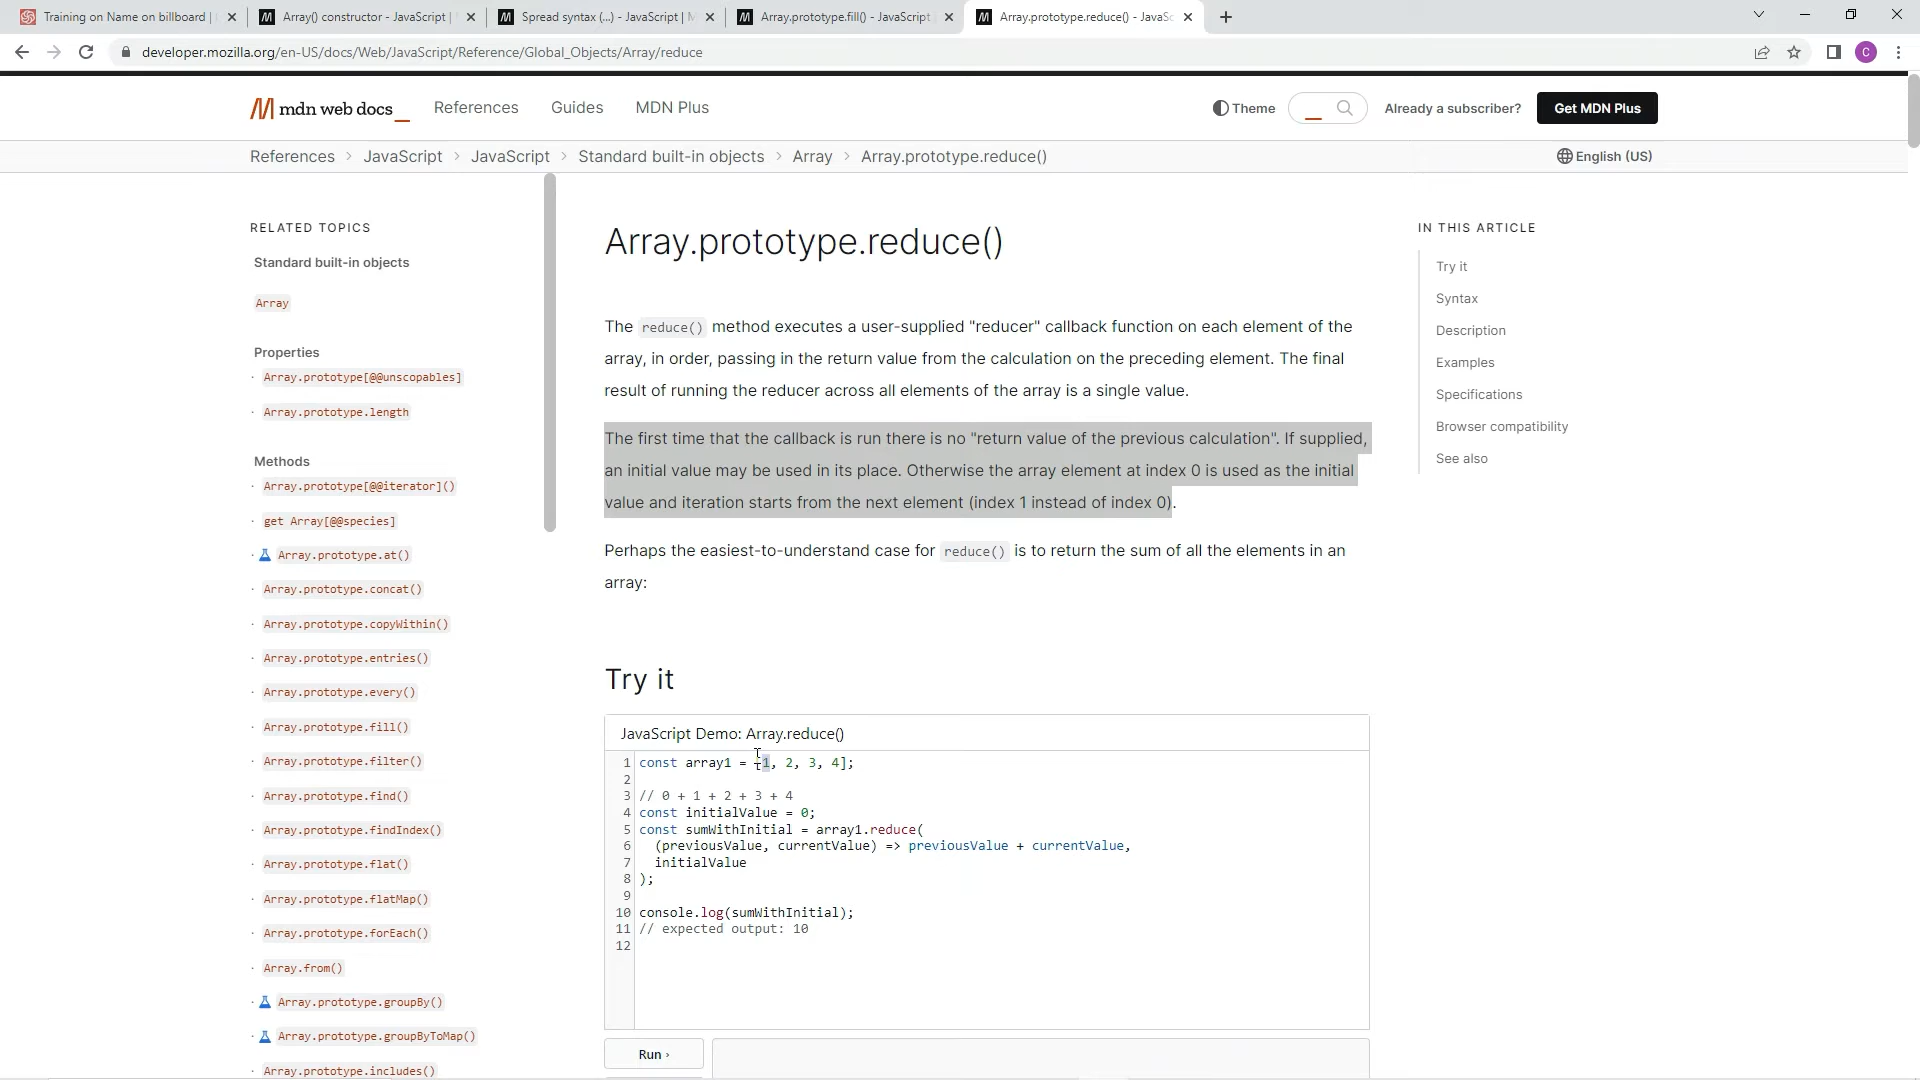 Training on Name on billboard |
Array() constructor - JavaScript |
Spread syntax (...) - JavaScript | M
Array.prototype.fill() - JavaScript
Array.prototype.reduce() - JavaSc
developer.mozilla.org/en-US/docs/Web/JavaScript/Reference/Global_Objects/Array/reduce
C
mdn web docs_
References
Guides
MDN Plus
Theme
Already a subscriber?
Get MDN Plus
References > JavaScript > JavaScript > Standard built-in objects > Array > Array.prototype.reduce()
English (US)
RELATED TOPICS
Standard built-in objects
Array
Properties
Array.prototype[@@unscopables]
Array.prototype.length
Methods
Array.prototype[@@iterator]()
get Array[@@species]
Array.prototype.at()
Array.prototype.concat()
Array.prototype.copyWithin()
Array.prototype.entries()
Array.prototype.every()
Array.prototype.fill()
Array.prototype.filter()
Array.prototype.find()
Array.prototype.findIndex()
Array.prototype.flat()
Array.prototype.flatMap()
Array.prototype.forEach()
Array.from()
Array.prototype.groupBy()
Array.prototype.groupByToMap()
Array.prototype.includes()
Array.prototype.reduce()
The reduce() method executes a user-supplied "reducer" callback function on each element of the
array, in order, passing in the return value from the calculation on the preceding element. The final
result of running the reducer across all elements of the array is a single value.
The first time that the callback is run there is no "return value of the previous calculation". If supplied,
an initial value may be used in its place. Otherwise the array element at index 0 is used as the initial
value and iteration starts from the next element (index 1 instead of index 0).
Perhaps the easiest-to-understand case for reduce() is to return the sum of all the elements in an
array:
Try it
JavaScript Demo: Array.reduce()
1 const array1 = [1, 2, 3, 4];
2
3 // 0 + 1 + 2 + 3 + 4
4 const initialValue = 0;
5 const sumWithInitial = array1.reduce(
6 (previousValue, currentValue) => previousValue + currentValue,
7 initialValue
8 );
9
10 console.log(sumWithInitial);
11 // expected output: 10
12
Run ›
IN THIS ARTICLE
Try it
Syntax
Description
Examples
Specifications
Browser compatibility
See also